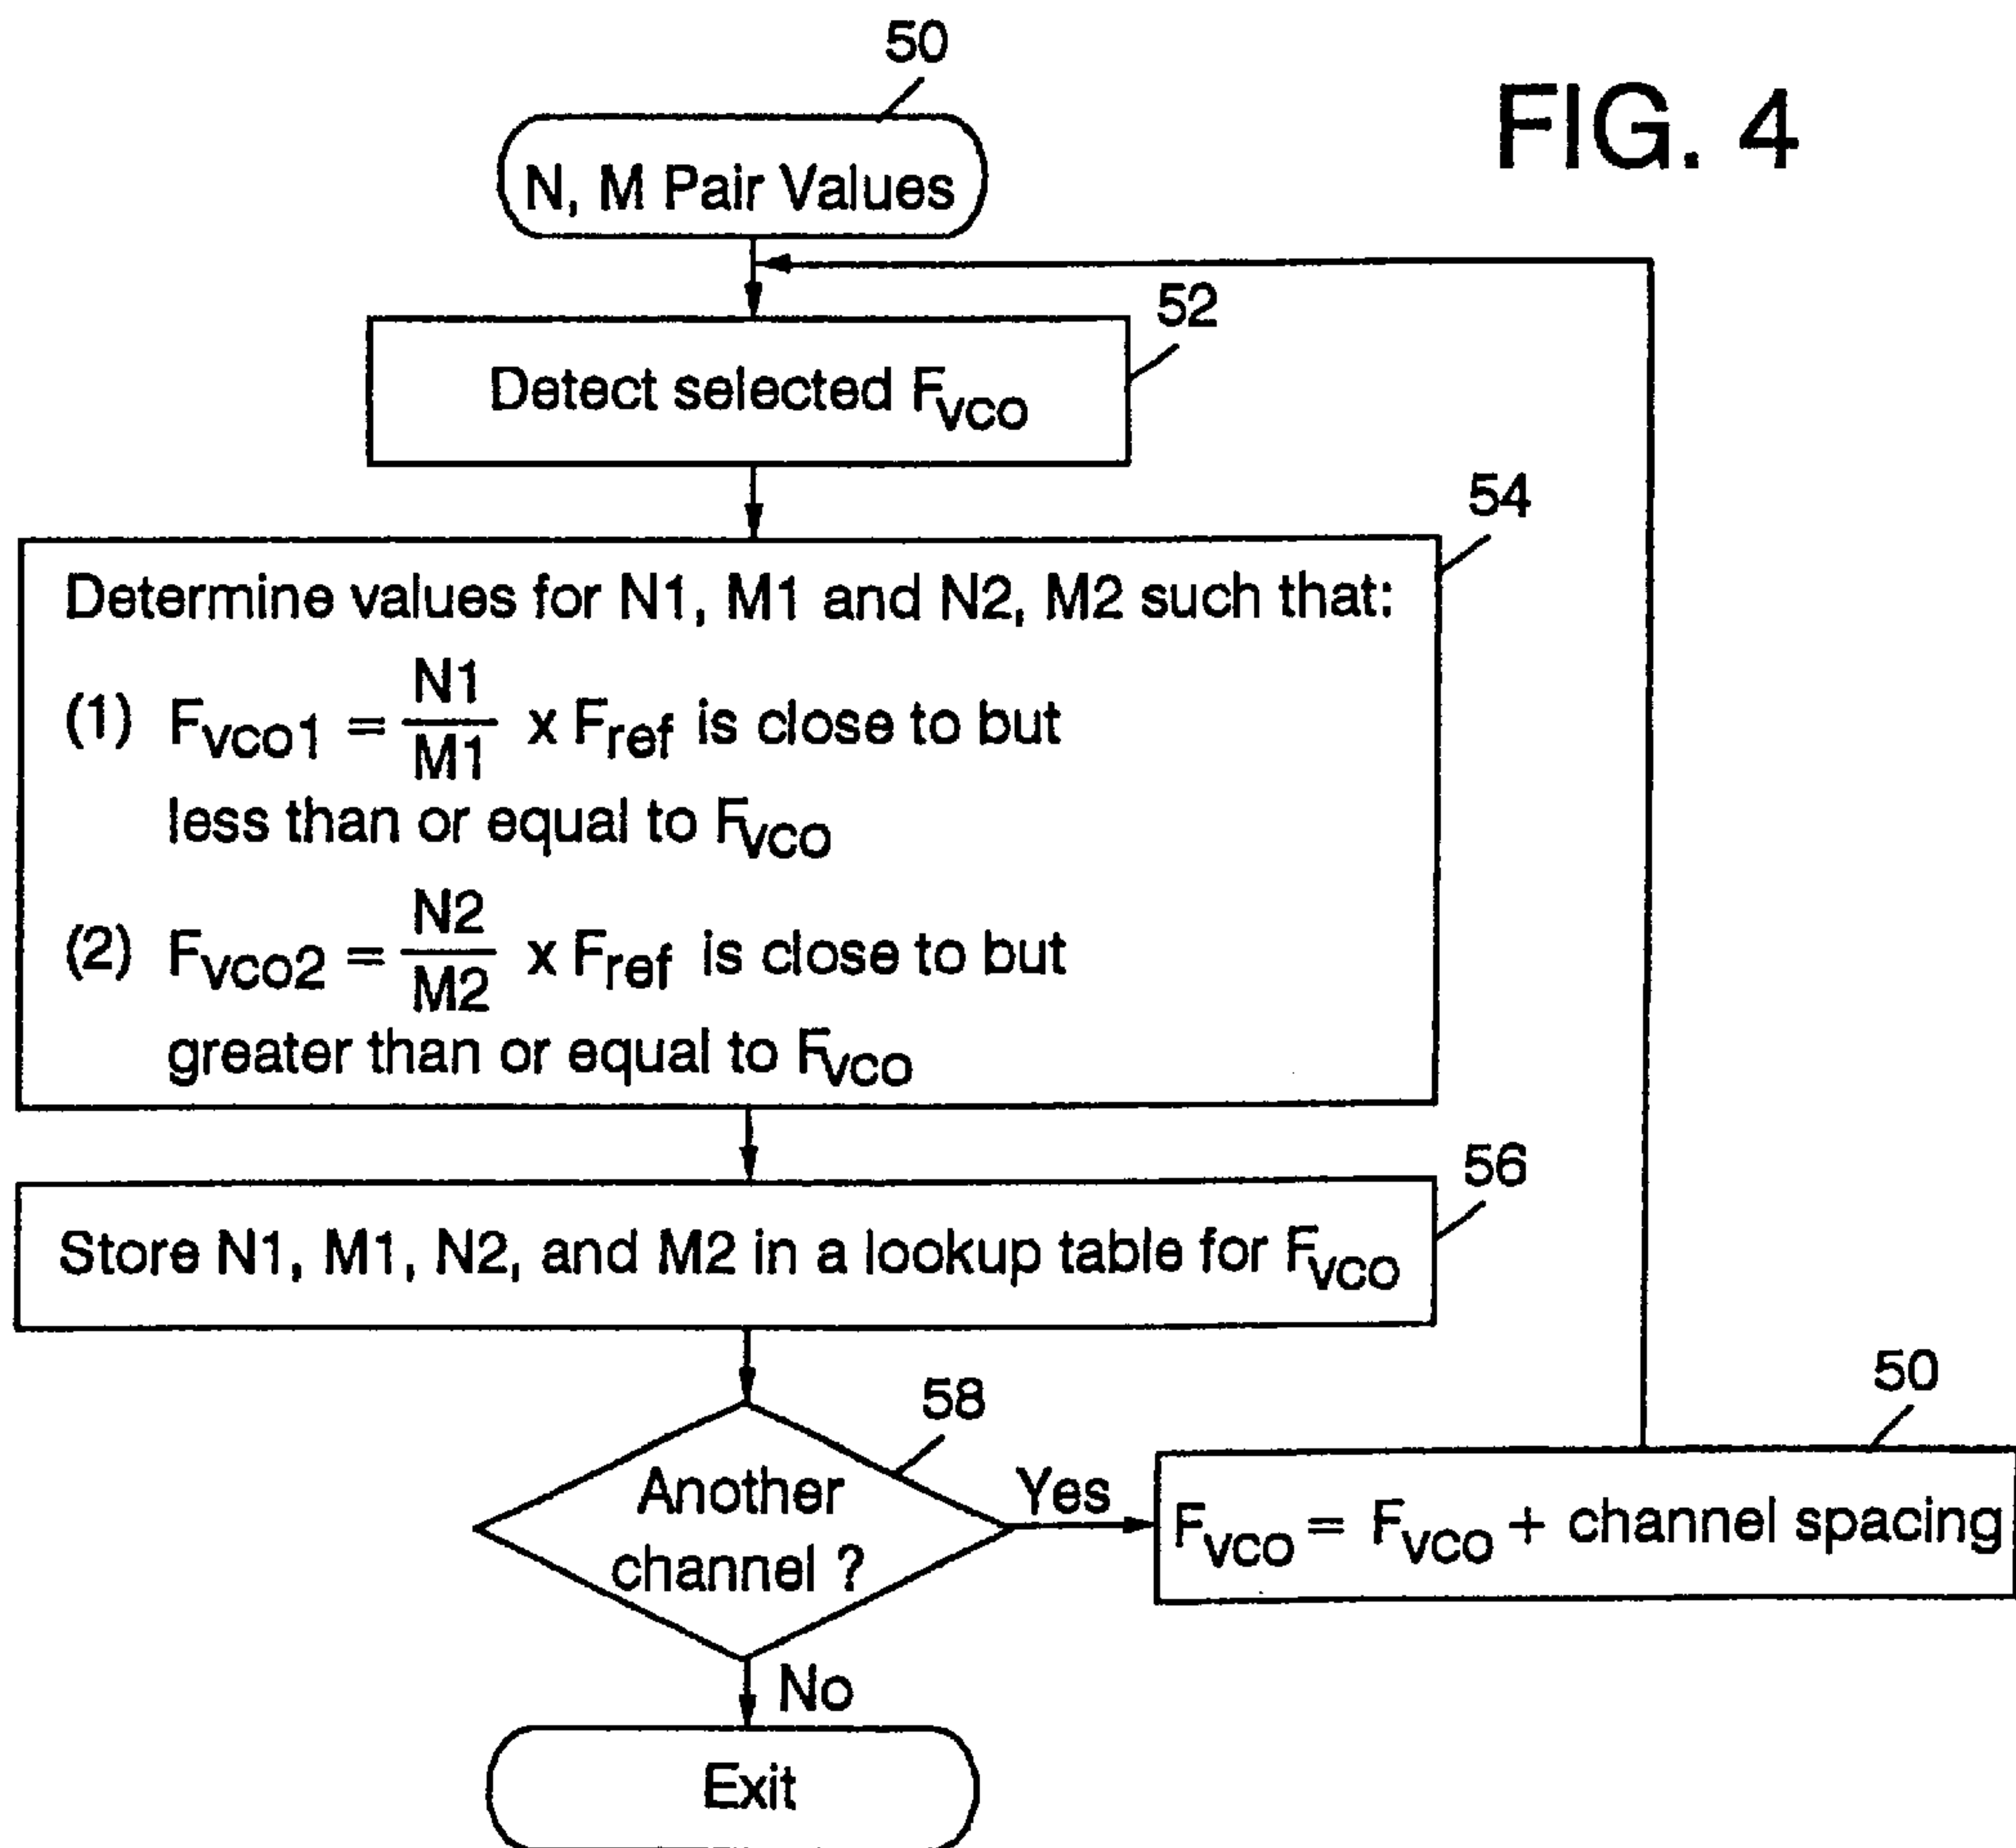 50
FIG. 4
N, M Pair Values
52
Detect selected Fvco
54
Determine values for N1, M1 and N2, M2 such that:
(1) Fvco1 = N1/M1 x Fref is close to but
less than or equal to Fvco
(2) Fvco2 = N2/M2 x Fref is close to but
greater than or equal to Fvco
56
Store N1, M1, N2, and M2 in a lookup table for Fvco
58
50
Another
channel ?
Yes
Fvco = Fvco + channel spacing
No
Exit